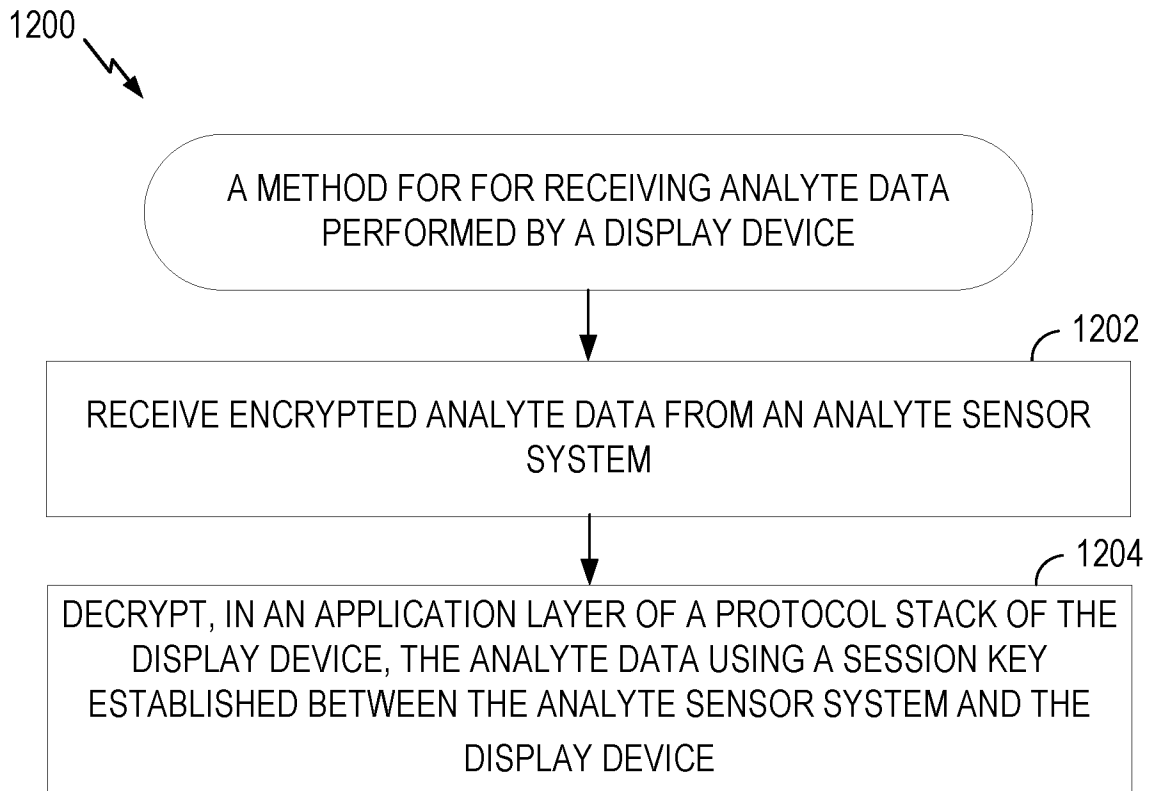 1200
A METHOD FOR FOR RECEIVING ANALYTE DATA
PERFORMED BY A DISPLAY DEVICE
1202
RECEIVE ENCRYPTED ANALYTE DATA FROM AN ANALYTE SENSOR
SYSTEM
1204
DECRYPT, IN AN APPLICATION LAYER OF A PROTOCOL STACK OF THE
DISPLAY DEVICE, THE ANALYTE DATA USING A SESSION KEY
ESTABLISHED BETWEEN THE ANALYTE SENSOR SYSTEM AND THE
DISPLAY DEVICE